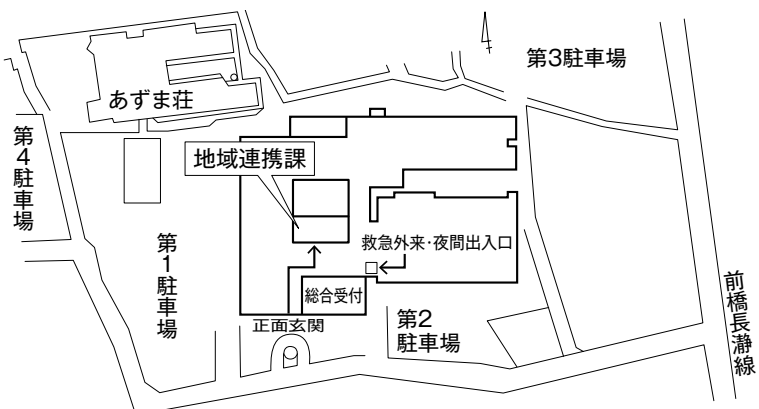 第3駐車場
あずま荘
第4駐車場
地域連携課
第1駐車場
救急外来・夜間出入口
総合受付
正面玄関
第2
駐車場
前橋長瀞線